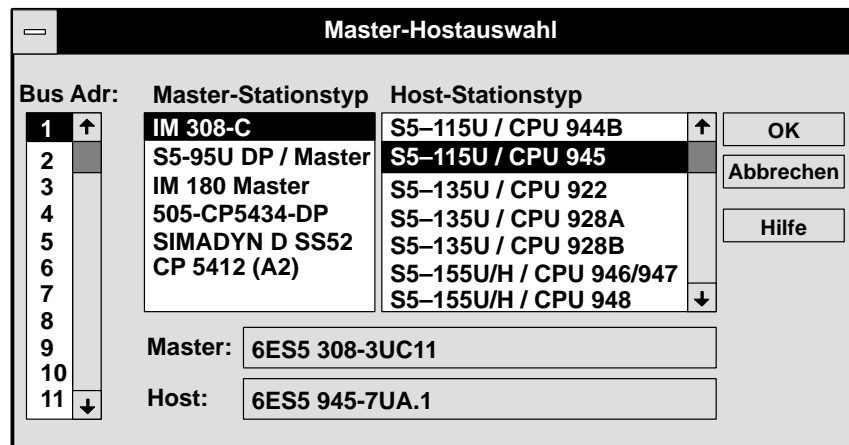 Master-Hostauswahl
Bus Adr:
1
2
3
4
5
6
7
8
9
10
11
Master-Stationstyp
IM 308-C
S5-95U DP / Master
IM 180 Master
505-CP5434-DP
SIMADYN D SS52
CP 5412 (A2)
Host-Stationstyp
S5–115U / CPU 944B
S5–115U / CPU 945
S5–135U / CPU 922
S5–135U / CPU 928A
S5–135U / CPU 928B
S5–155U/H / CPU 946/947
S5–155U/H / CPU 948
OK
Abbrechen
Hilfe
Master: 6ES5 308-3UC11
Host: 6ES5 945-7UA.1